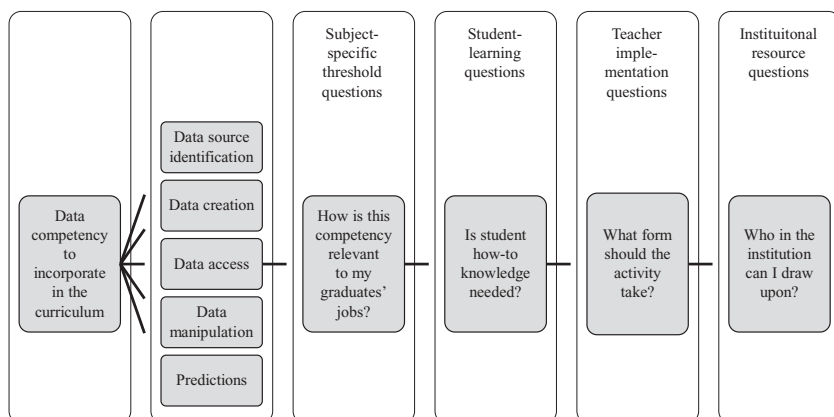 Data
competency
to
incorporate
in the
curriculum
Data source
identification
Data creation
Data access
Data
manipulation
Predictions
Subject-
specific
threshold
questions
How is this
competency
relevant
to my
graduates’
jobs?
Student-
learning
questions
Is student
how-to
knowledge
needed?
Teacher
imple-
mentation
questions
What form
should the
activity
take?
Instituitonal
resource
questions
Who in the
institution
can I draw
upon?